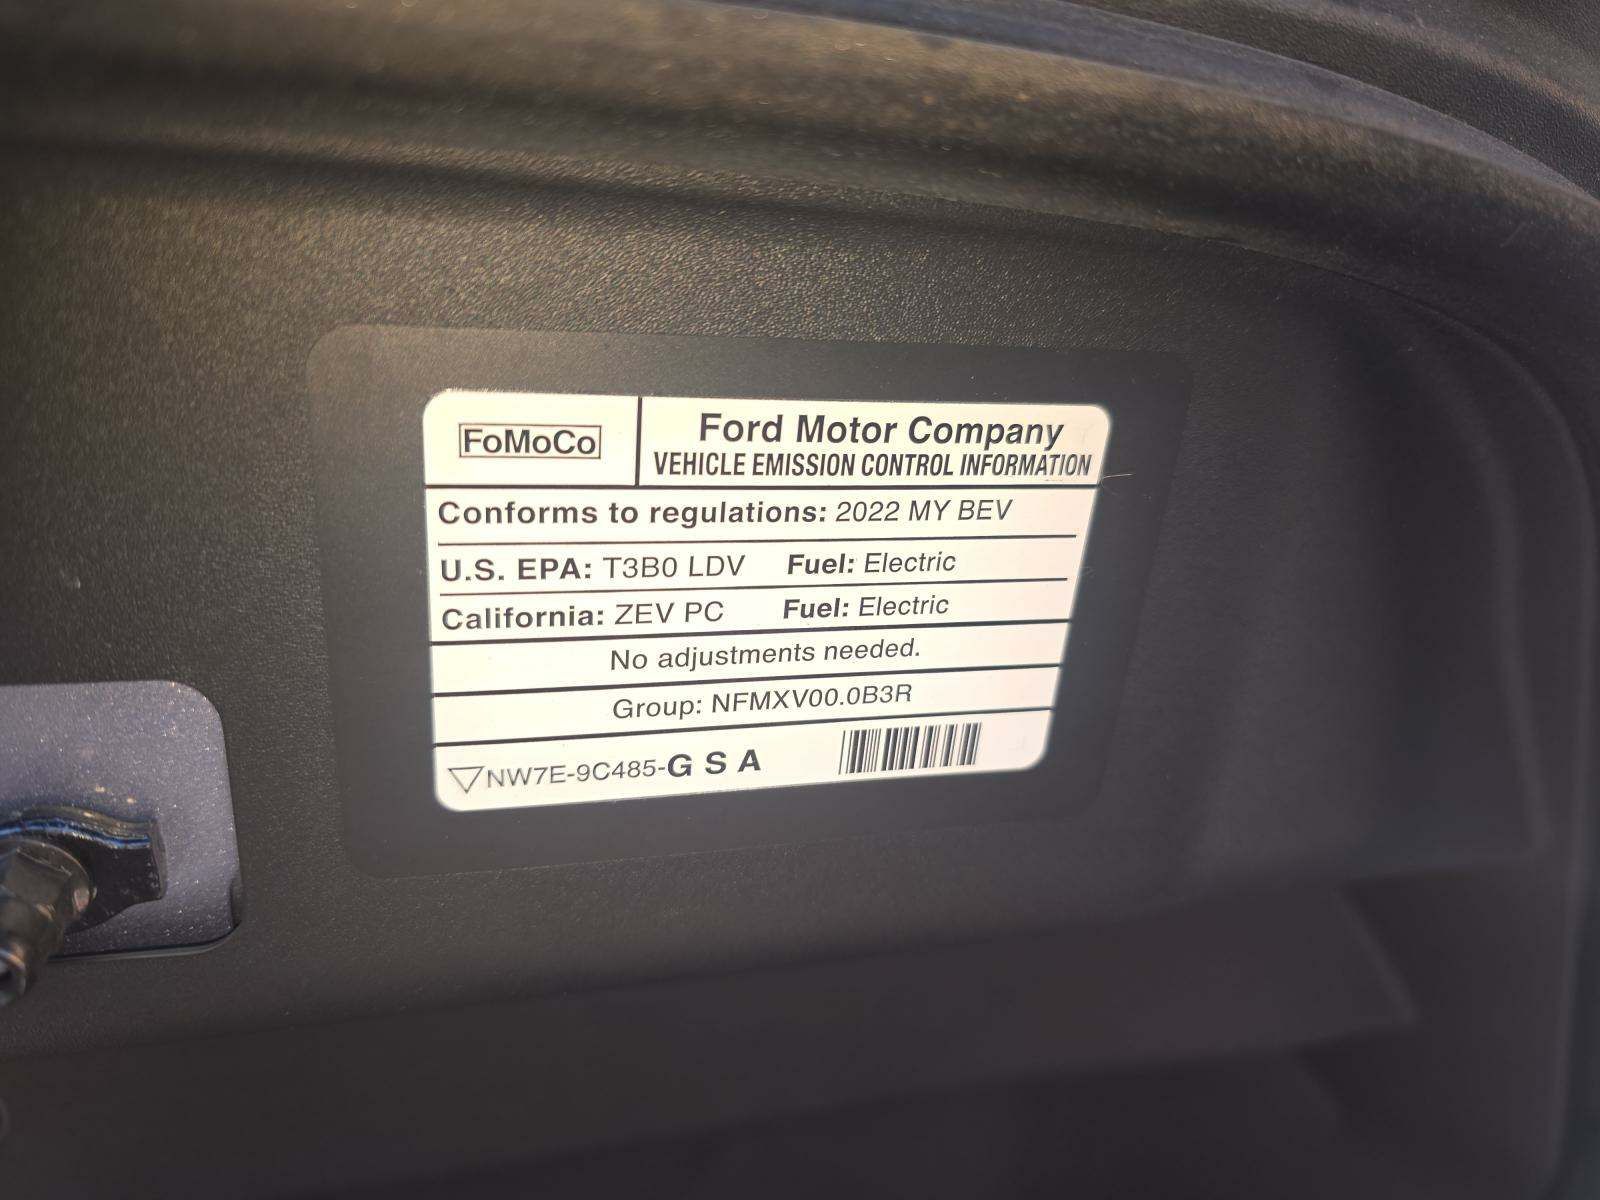 FoMoCo
Ford Motor Company
VEHICLE EMISSION CONTROL INFORMATION
Conforms to regulations: 2022 MY BEV
U.S. EPA: T3B0 LDV Fuel: Electric
California: ZEV PC Fuel: Electric
No adjustments needed.
Group: NFMXV00.0B3R
NW7E-9C485-G S A